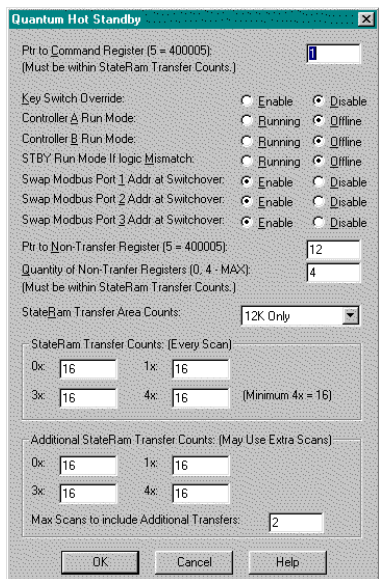 Quantum Hot Standby
Ptr to Command Register (5 = 400005): 1
(Must be within StateRam Transfer Counts.)
Key Switch Override: Enable Disable
Controller A Run Mode: Running Offline
Controller B Run Mode: Running Offline
STBY Run Mode If logic Mismatch: Running Offline
Swap Modbus Port 1 Addr at Switchover: Enable Disable
Swap Modbus Port 2 Addr at Switchover: Enable Disable
Swap Modbus Port 3 Addr at Switchover: Enable Disable
Ptr to Non-Transfer Register (5 = 400005): 12
Quantity of Non-Tranfer Registers (0, 4 - MAX): 4
(Must be within StateRam Transfer Counts.)
StateRam Transfer Area Counts: 12K Only
StateRam Transfer Counts: (Every Scan)
0x: 16 1x: 16
3x: 16 4x: 16 (Minimum 4x = 16)
Additional StateRam Transfer Counts: (May Use Extra Scans)
0x: 16 1x: 16
3x: 16 4x: 16
Max Scans to include Additional Transfers: 2
OK Cancel Help